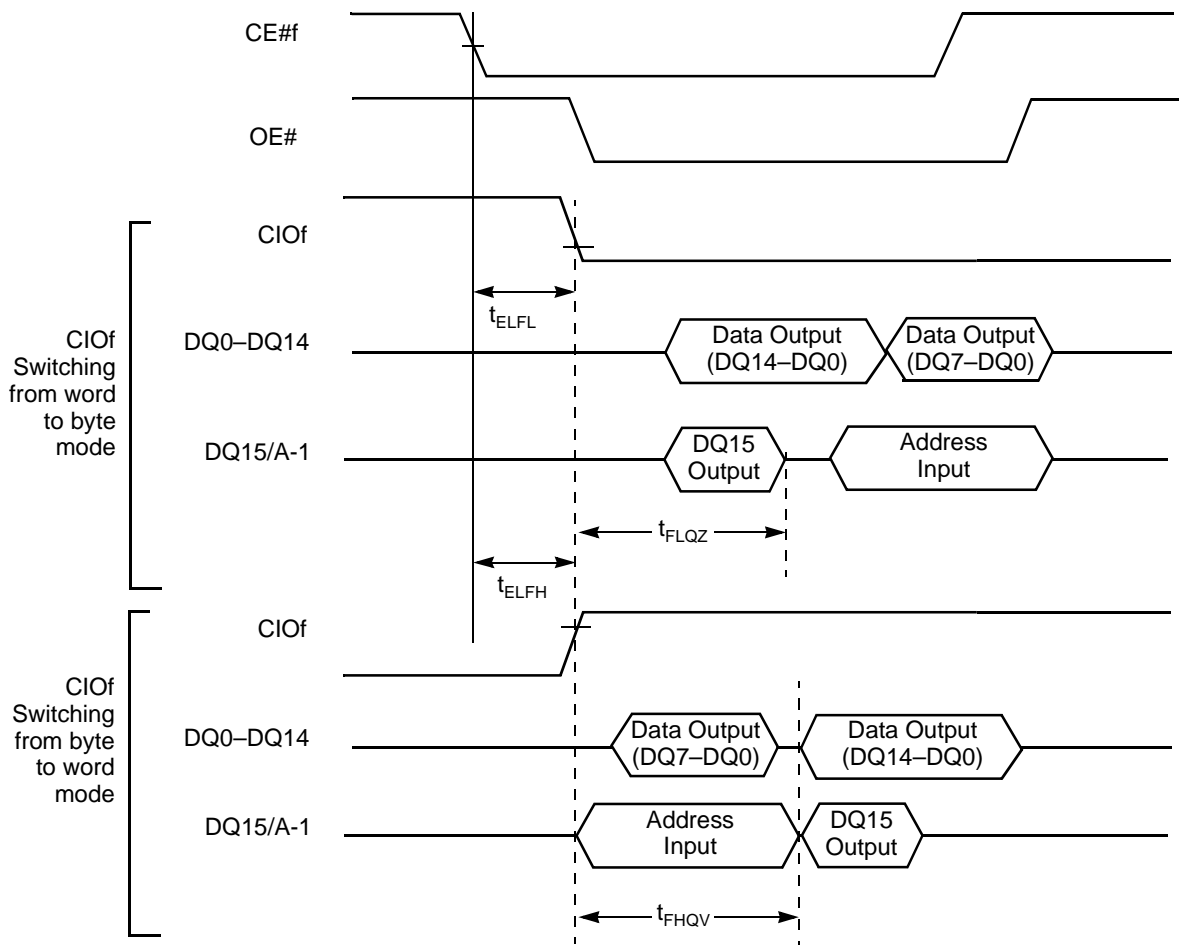 CE#f
OE#
CIOf
tELFL
CIOf
Switching
from word
to byte
mode
DQ0–DQ14
Data Output
(DQ14–DQ0)
Data Output
(DQ7–DQ0)
DQ15/A-1
DQ15
Output
Address
Input
tFLQZ
tELFH
CIOf
CIOf
Switching
from byte
to word
mode
DQ0–DQ14
Data Output
(DQ7–DQ0)
Data Output
(DQ14–DQ0)
DQ15/A-1
Address
Input
DQ15
Output
tFHQV